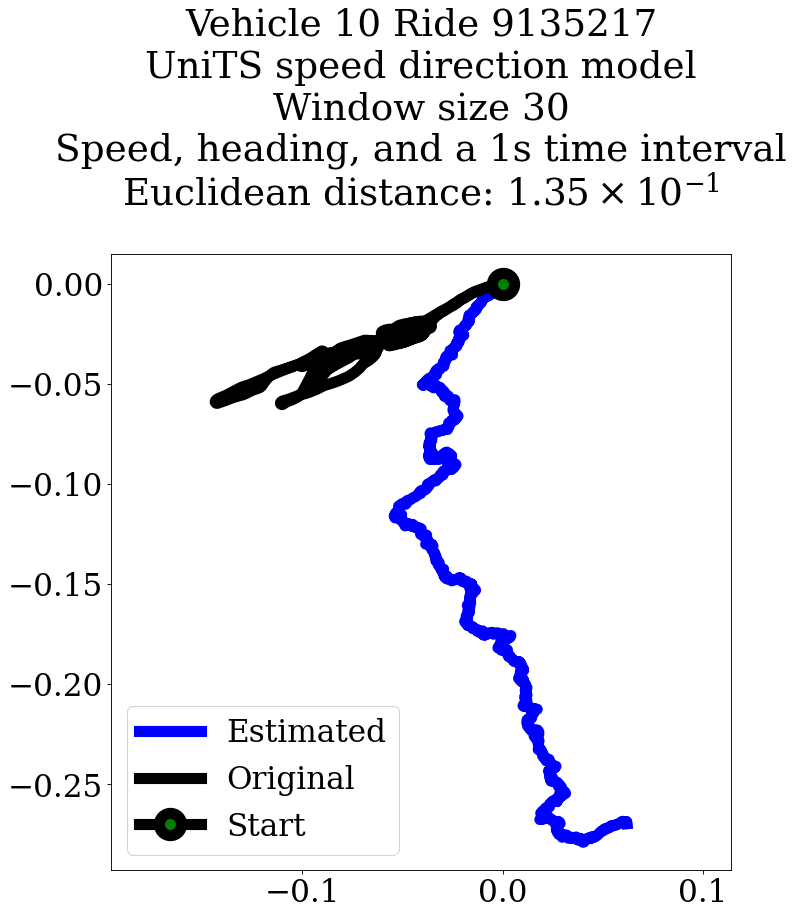 Vehicle 10 Ride 9135217
UniTS speed direction model
Window size 30
Speed, heading, and a 1s time interval
Euclidean distance: 1.35 × 10⁻¹
0.00
−0.05
−0.10
−0.15
−0.20
−0.25
Estimated
Original
Start
−0.1 0.0 0.1